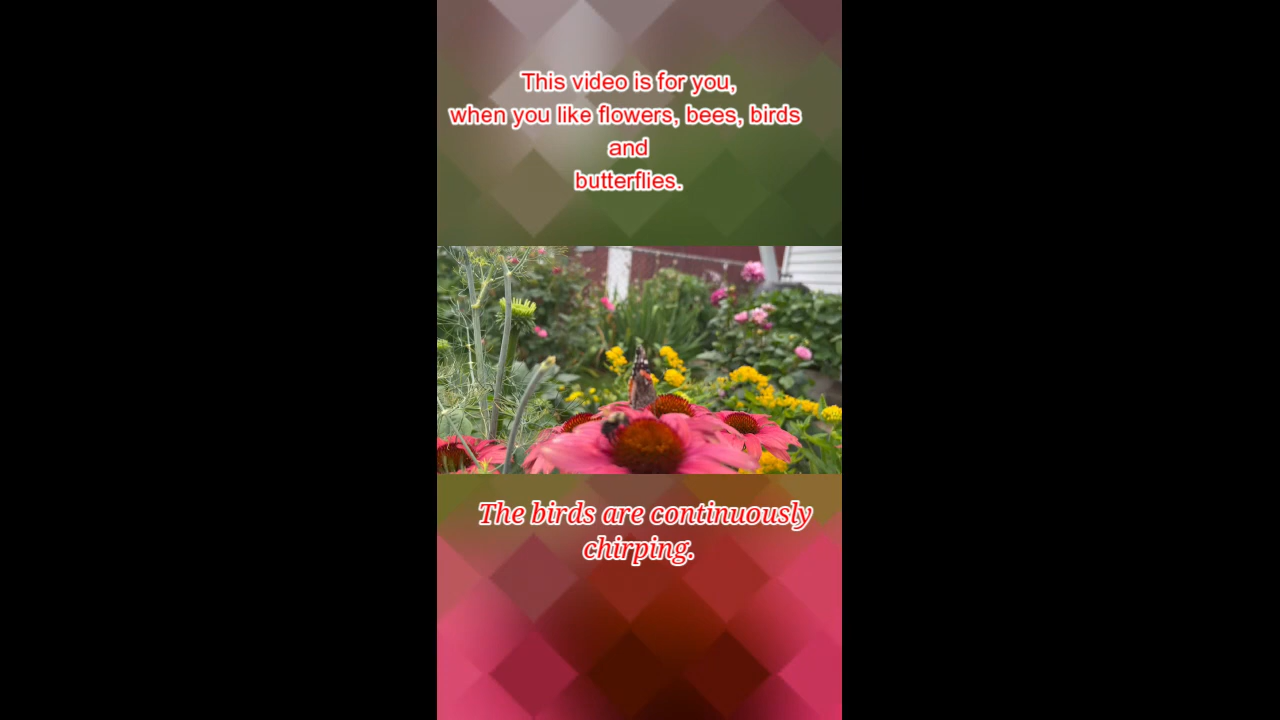 This video is for you,
when you like flowers, bees, birds
and
butterflies.
The birds are continuously
chirping.